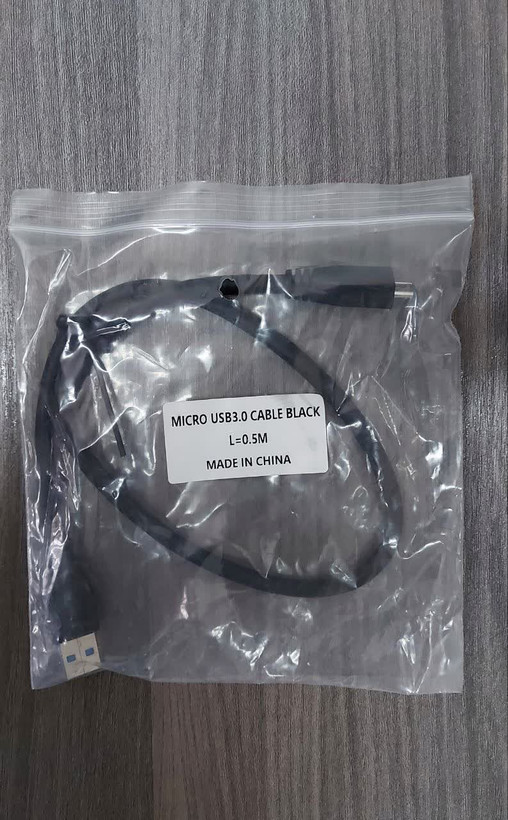 MICRO USB3.0 CABLE BLACK
L=0.5M
MADE IN CHINA